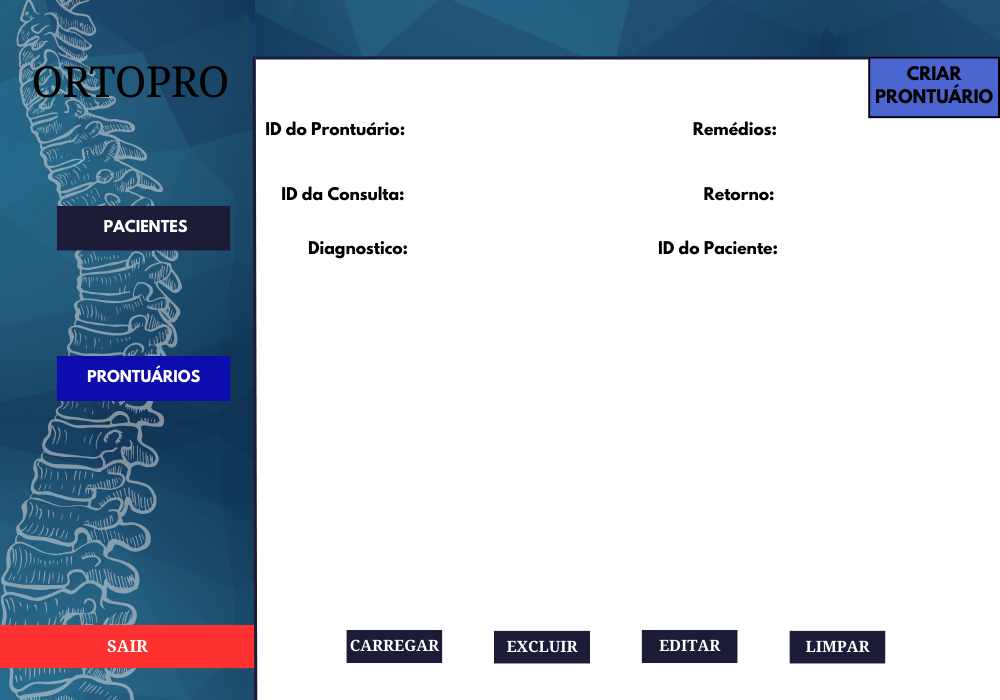 ORTOPRO
PACIENTES
PRONTUÁRIOS
SAIR
CRIAR
PRONTUÁRIO
ID do Prontuário:
Remédios:
ID da Consulta:
Retorno:
Diagnostico:
ID do Paciente:
CARREGAR
EXCLUIR
EDITAR
LIMPAR